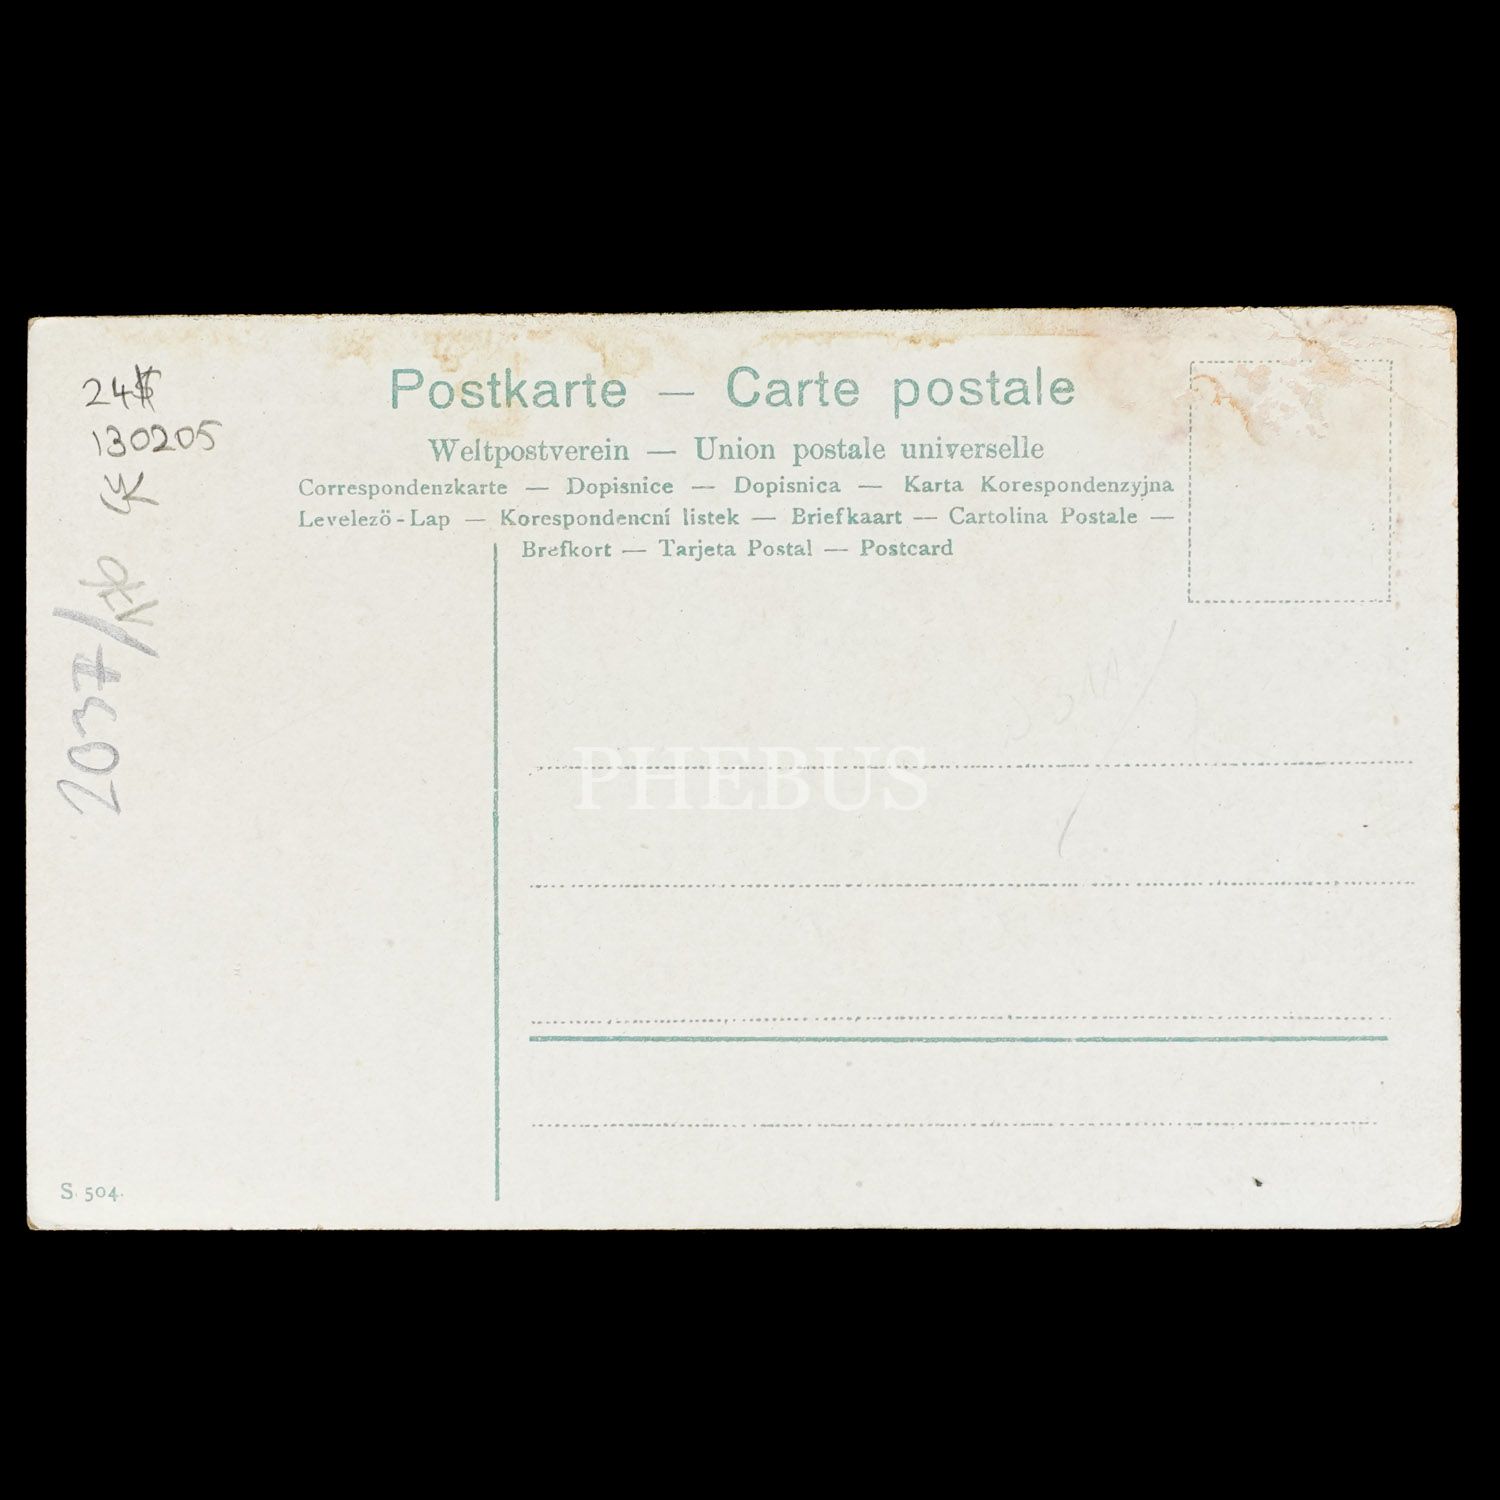 24$
130205
Postkarte — Carte postale
Weltpostverein — Union postale universelle
Correspondenzkarte — Dopisnice — Dopisnica — Karta Korespondenzyjna
Levelezö-Lap — Korespondencní listek — Briefkaart — Cartolina Postale —
Brefkort — Tarjeta Postal — Postcard
2037/
PHEBUS
S. 504.